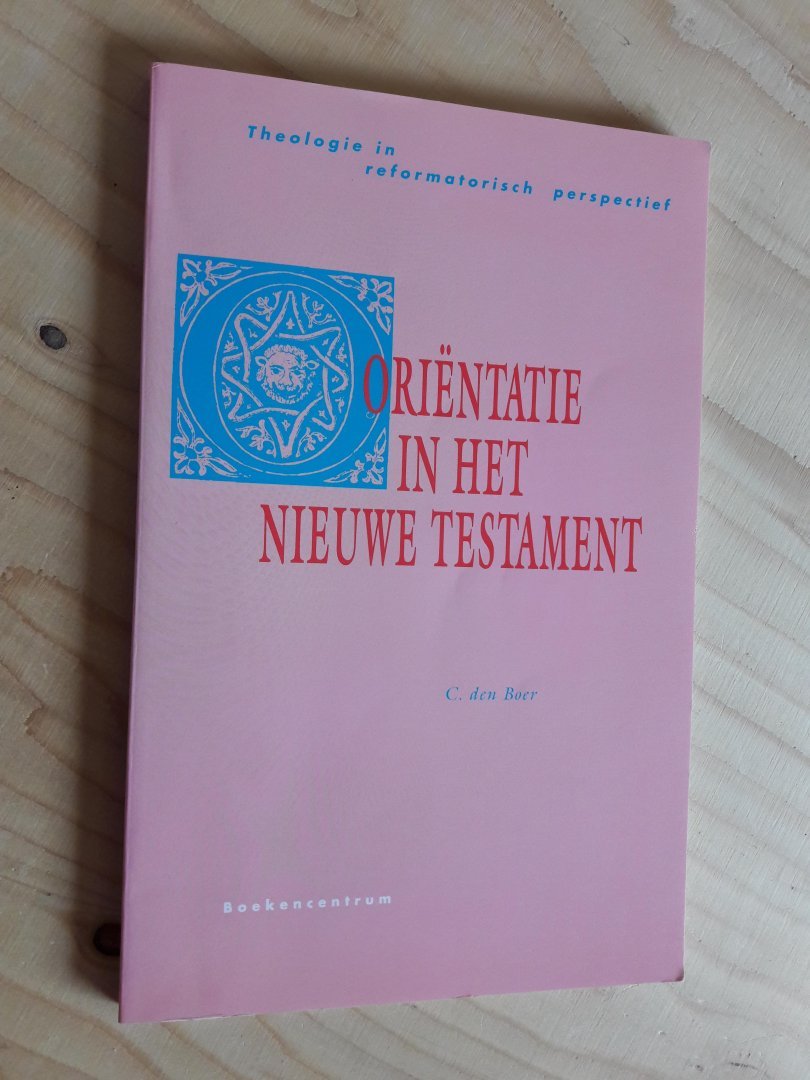 Theologie in
reformatorisch perspectief
ORIËNTATIE
IN HET
NIEUWE TESTAMENT
C. den Boer
Boekencentrum